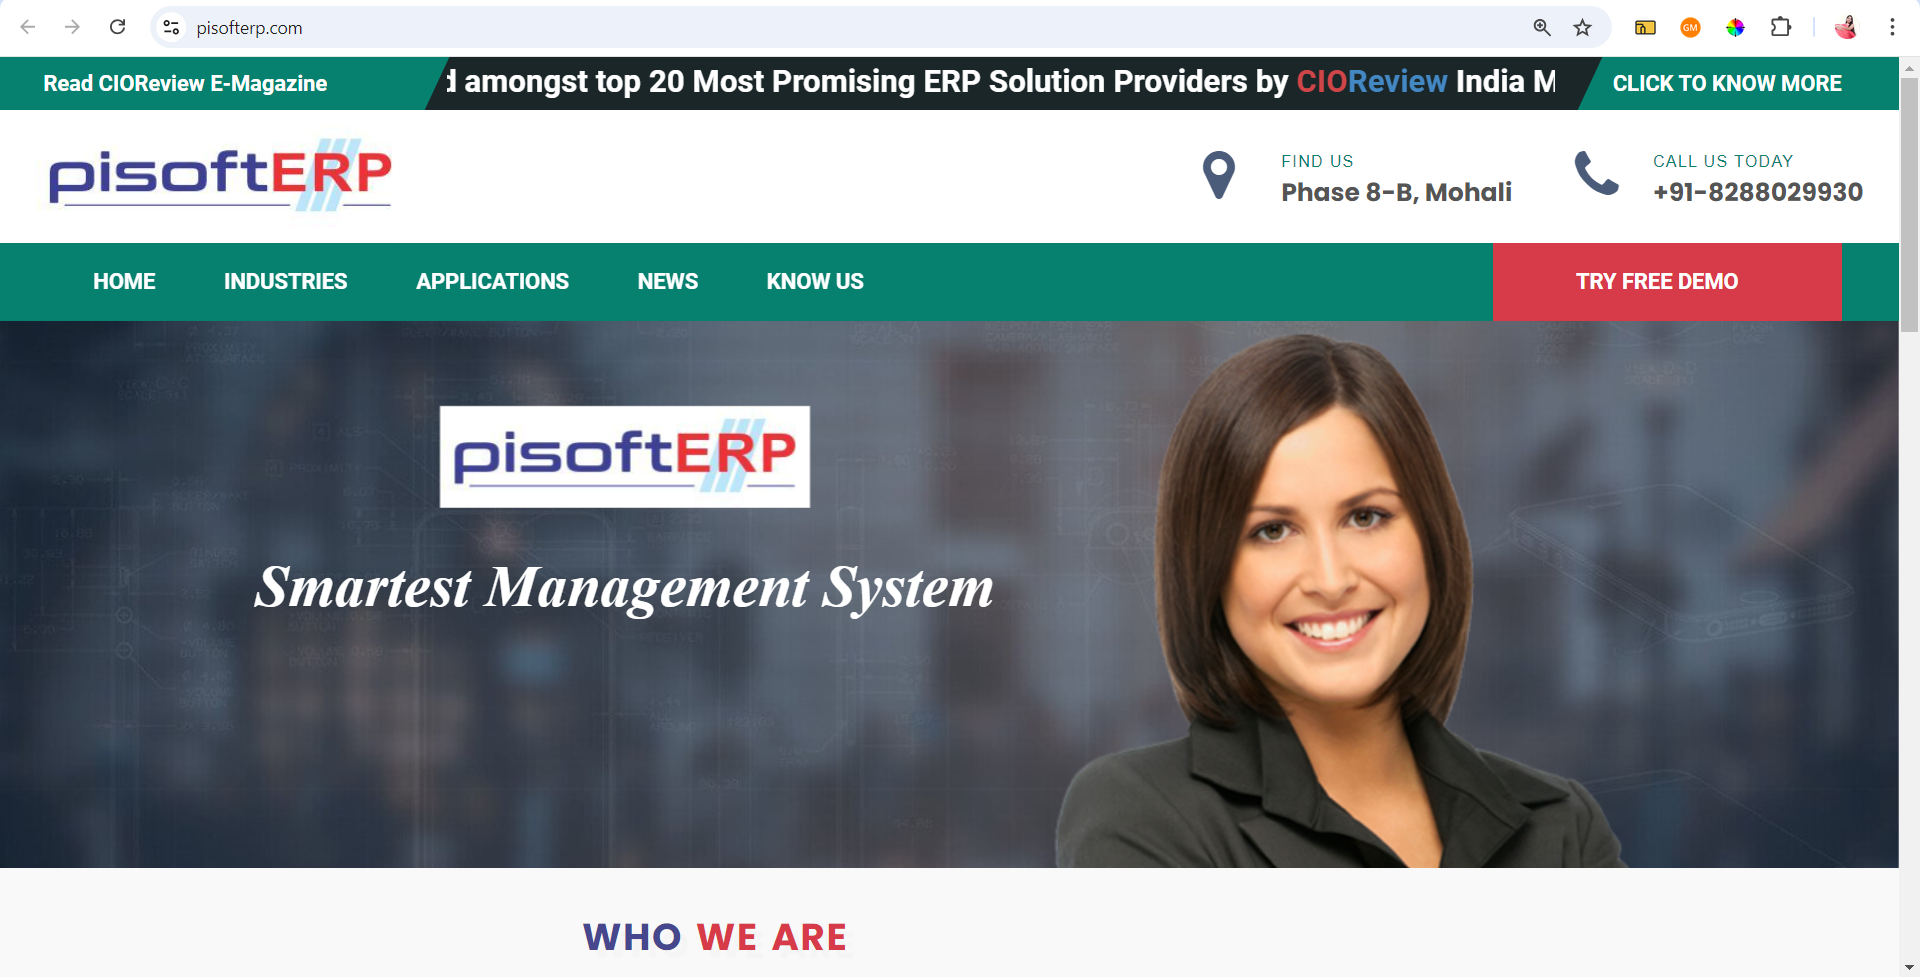 pisofterp.com
GM
Read CIOReview E-Magazine
d amongst top 20 Most Promising ERP Solution Providers by CIOReview India M
CLICK TO KNOW MORE
pisoftERP
FIND US
Phase 8-B, Mohali
CALL US TODAY
+91-8288029930
HOME
INDUSTRIES
APPLICATIONS
NEWS
KNOW US
TRY FREE DEMO
pisoftERP
Smartest Management System
WHO WE ARE